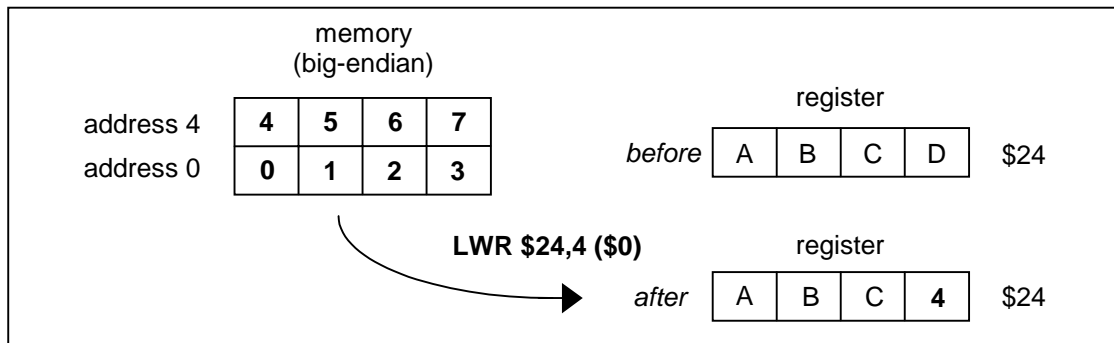 memory
(big-endian)
register
address 4 4 5 6 7
before A B C D $24
address 0 0 1 2 3
LWR $24,4 ($0)
register
after A B C 4 $24